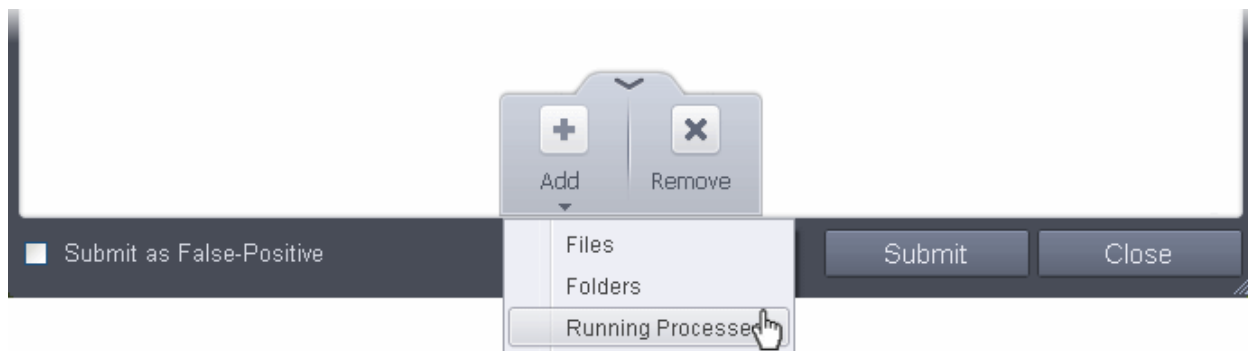 Add Remove
Submit as False-Positive
Files
Folders
Running Processes
Submit Close